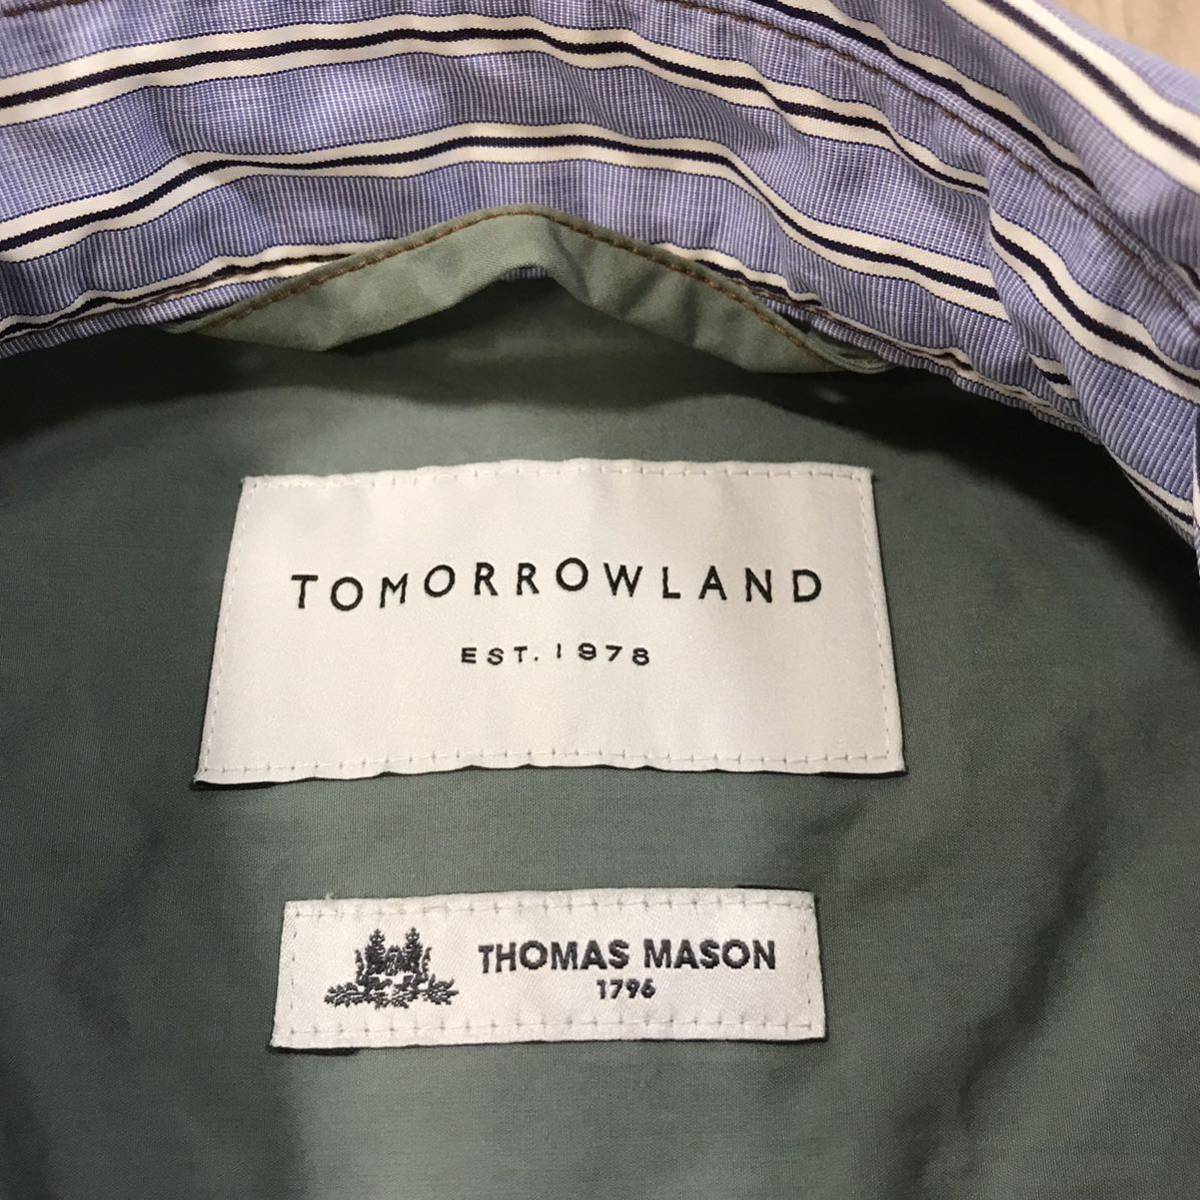 TOMORROWLAND
EST. 1978
THOMAS MASON
1796